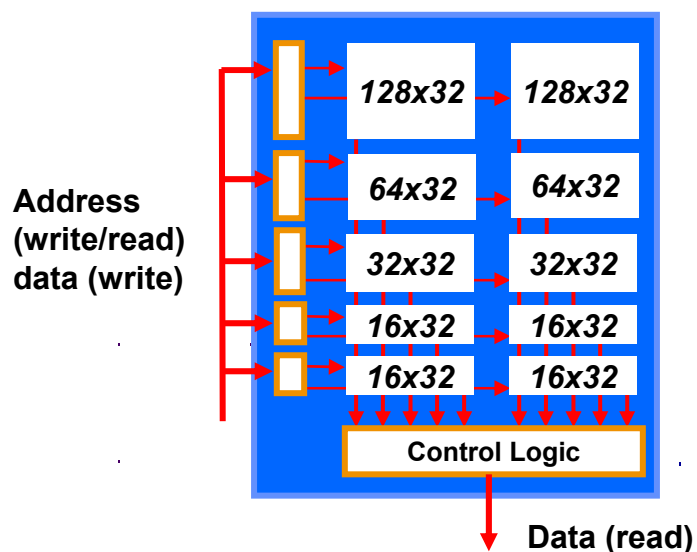 128x32 128x32
64x32 64x32
Address
(write/read)
data (write)
32x32 32x32
16x32 16x32
16x32 16x32
Control Logic
Data (read)